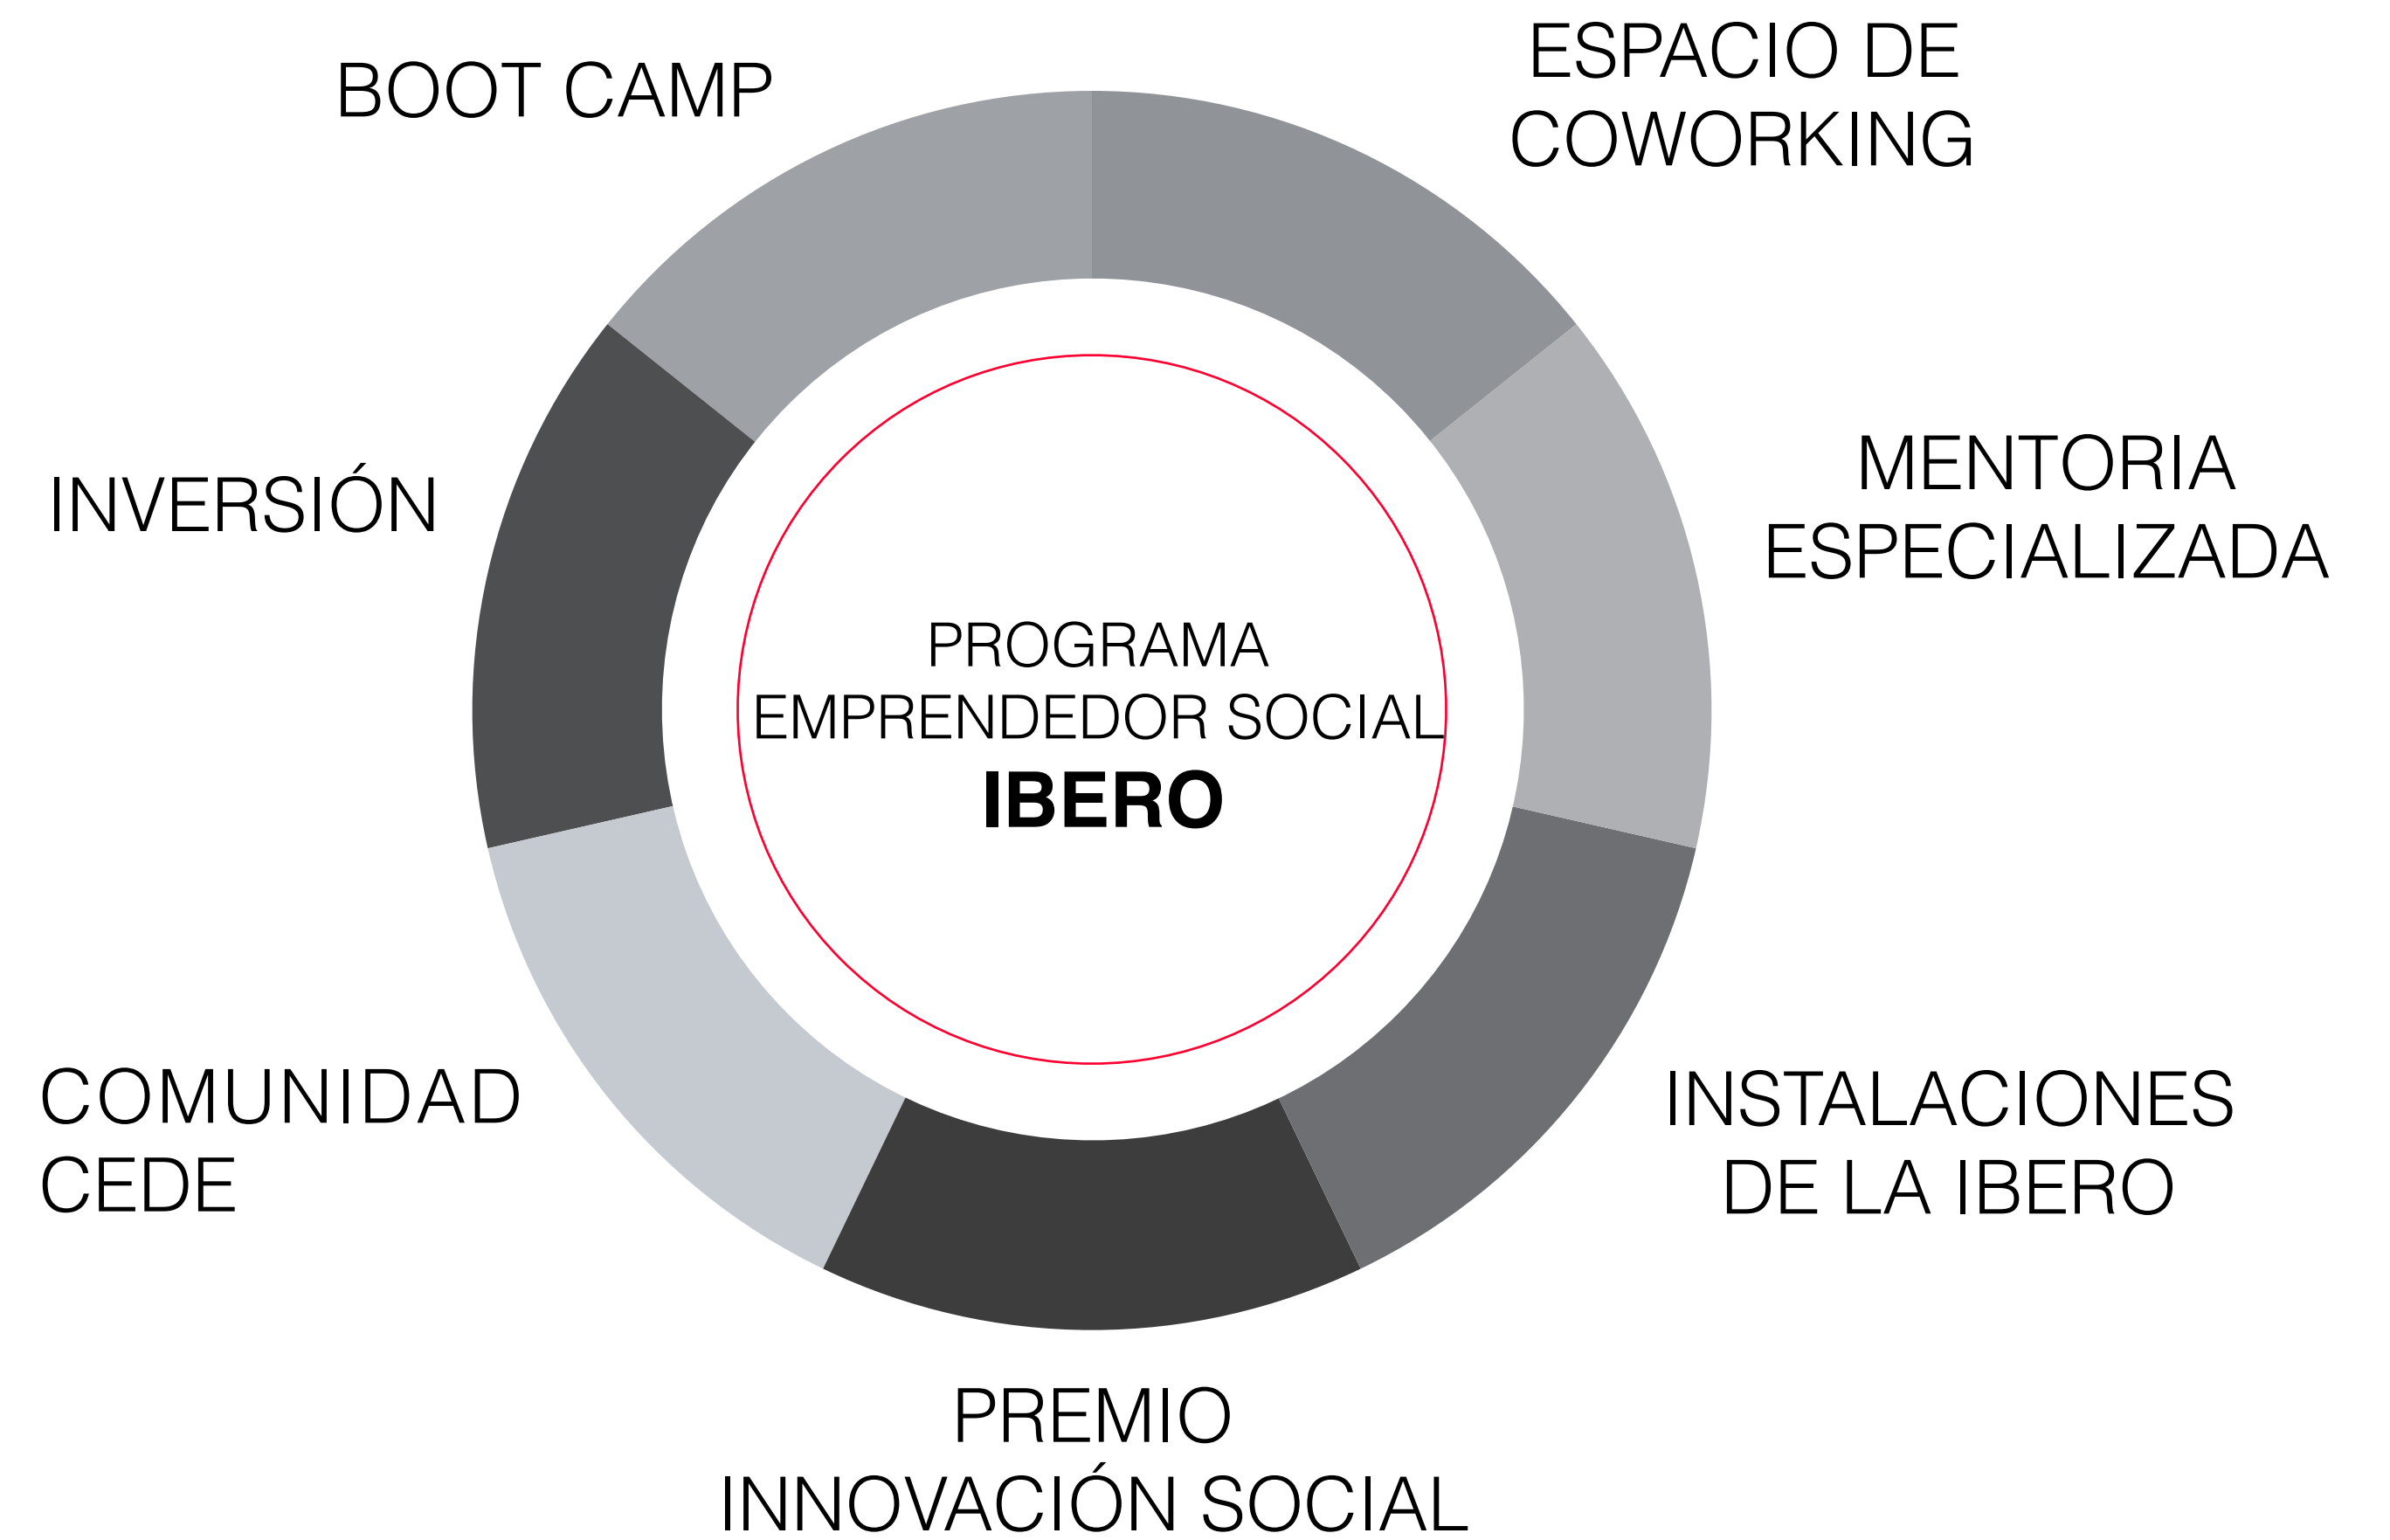 BOOT CAMP
ESPACIO DE
COWORKING
INVERSIÓN
MENTORIA
ESPECIALIZADA
PROGRAMA
EMPRENDEDOR SOCIAL
IBERO
COMUNIDAD
CEDE
INSTALACIONES
DE LA IBERO
PREMIO
INNOVACIÓN SOCIAL